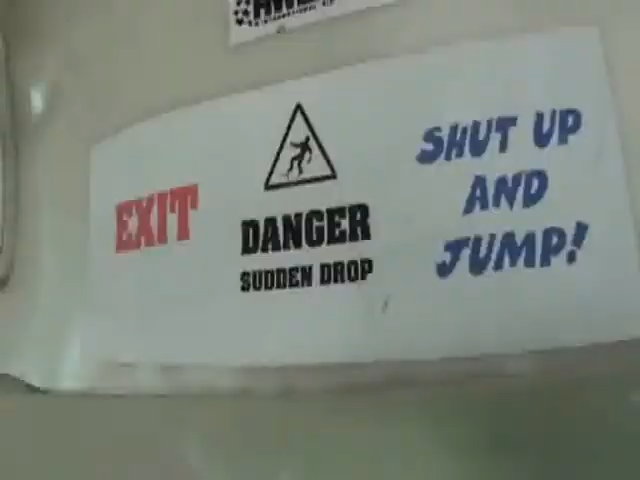 EXIT
DANGER
SUDDEN DROP
SHUT UP
AND
JUMP!